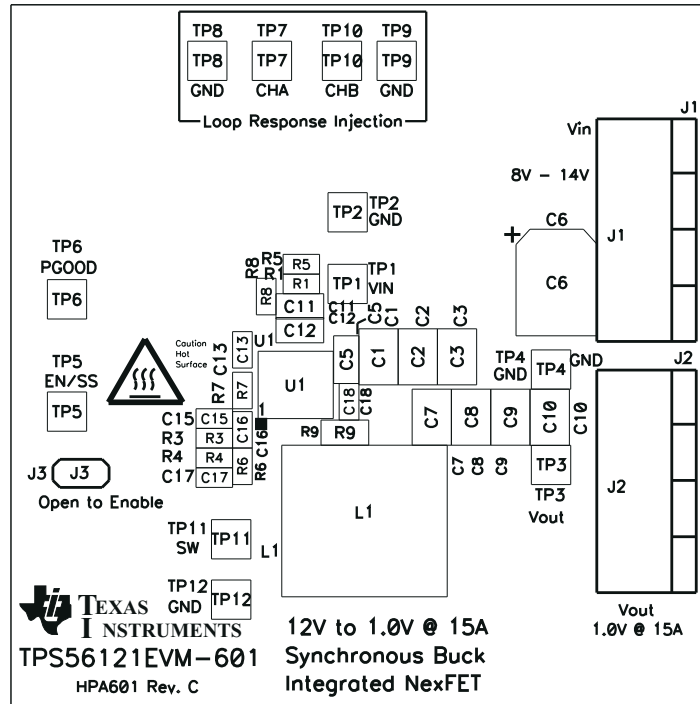 TP8 TP7 TP10 TP9
TP8 TP7 TP10 TP9
GND CHA CHB GND
Loop Response Injection
J1
Vin
8V - 14V
C6
+
C6
J1
TP2
TP2
GND
TP6
PGOOD
TP6
R5
R5
R8
R1
R1
R8
TP1
TP1
VIN
C11
C11
C12
C12
C5
C1
C2
C3
Caution
Hot
Surface
C13
C13
U1
U1
C5
C1
C2
C3
TP4
GND
TP4
GND
J2
TP5
EN/SS
TP5
R7
R7
C18
C18
C7
C8
C9
C10
C10
C15
C15
R3
R3
R4
R4
C17
C17
C16
C16
R6
R6
1
R9
R9
C7
C8
C9
TP3
TP3
Vout
J3
J3
Open to Enable
L1
L1
J2
TP11
SW
TP11
TP12
GND
TP12
TEXAS
INSTRUMENTS
TPS56121EVM-601
HPA601 Rev. C
12V to 1.0V @ 15A
Synchronous Buck
Integrated NexFET
Vout
1.0V @ 15A